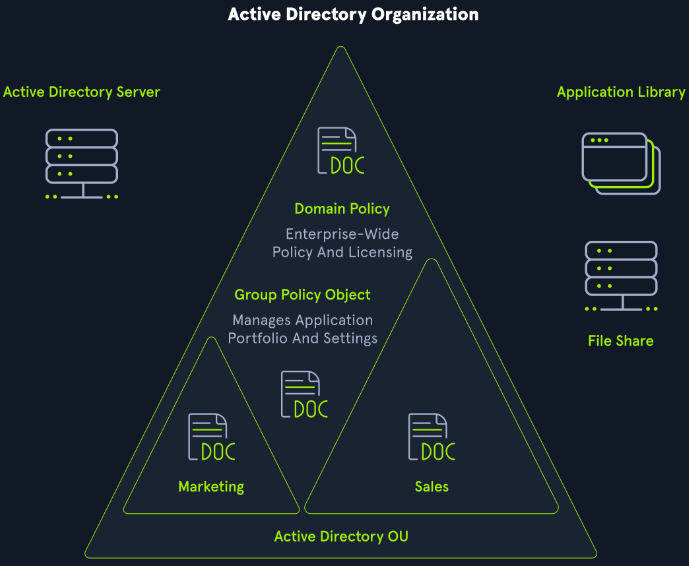 Active Directory Organization
Active Directory Server
Application Library
DOC
Domain Policy
Enterprise-Wide
Policy And Licensing
Group Policy Object
Manages Application
Portfolio And Settings
File Share
DOC
DOC
DOC
Marketing
Sales
Active Directory OU